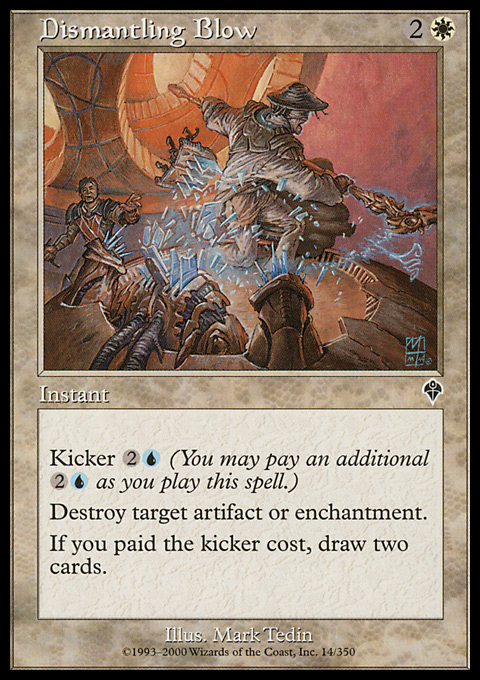 Dismantling Blow 2
Instant
Kicker 2 (You may pay an additional
2 as you play this spell.)
Destroy target artifact or enchantment.
If you paid the kicker cost, draw two
cards.
Illus. Mark Tedin
©1993–2000 Wizards of the Coast, Inc. 14/350